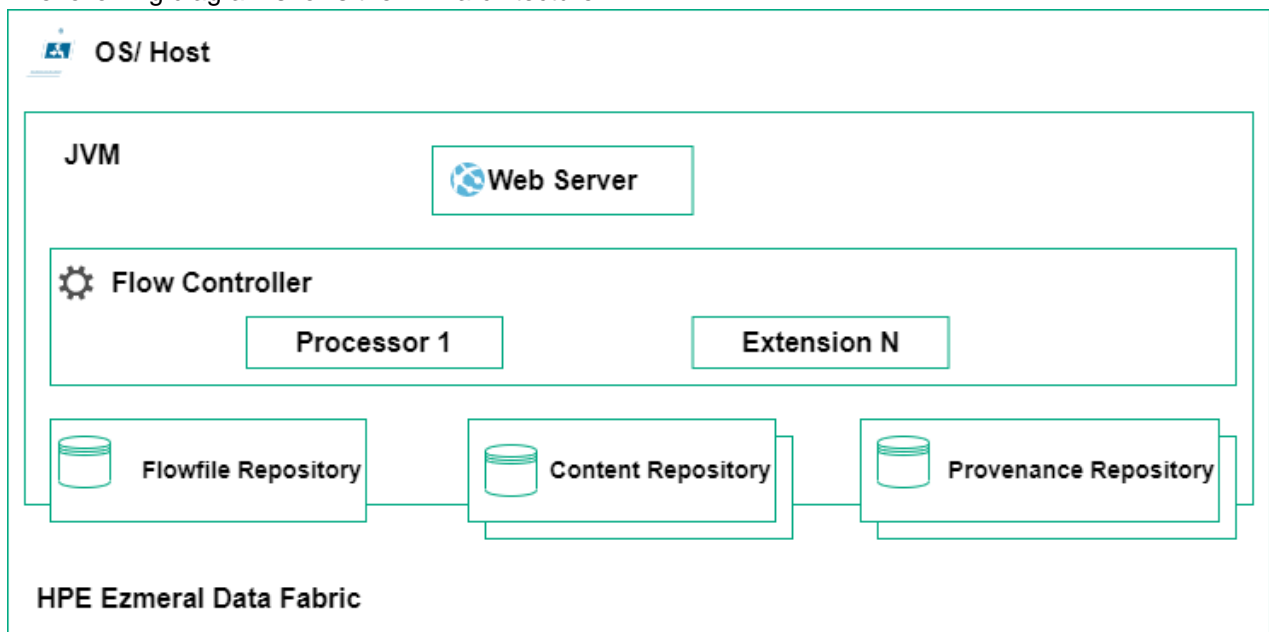 OS/ Host
JVM
Web Server
Flow Controller
Processor 1
Extension N
Flowfile Repository
Content Repository
Provenance Repository
HPE Ezmeral Data Fabric